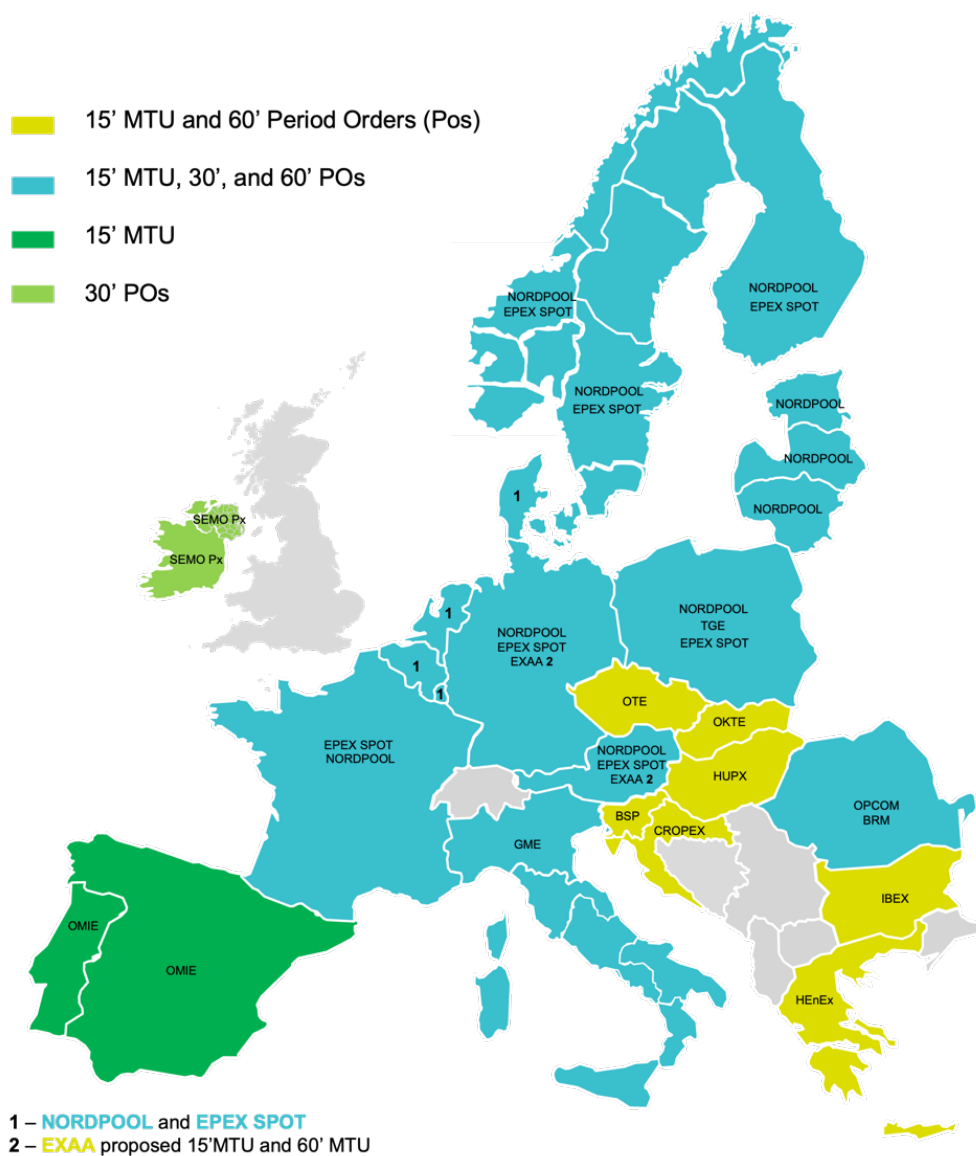 15’ MTU and 60’ Period Orders (Pos)
15’ MTU, 30’, and 60’ POs
15’ MTU
30’ POs
NORDPOOL
EPEX SPOT
NORDPOOL
EPEX SPOT
NORDPOOL
EPEX SPOT
NORDPOOL
NORDPOOL
NORDPOOL
1
SEMO Px
SEMO Px
1
1
1
NORDPOOL
EPEX SPOT
EXAA 2
NORDPOOL
TGE
EPEX SPOT
OTE
OKTE
EPEX SPOT
NORDPOOL
NORDPOOL
EPEX SPOT
EXAA 2
HUPX
OPCOM
BRM
BSP
CROPEX
GME
IBEX
OMIE
OMIE
HEnEx
1 – NORDPOOL and EPEX SPOT
2 – EXAA proposed 15’MTU and 60’ MTU